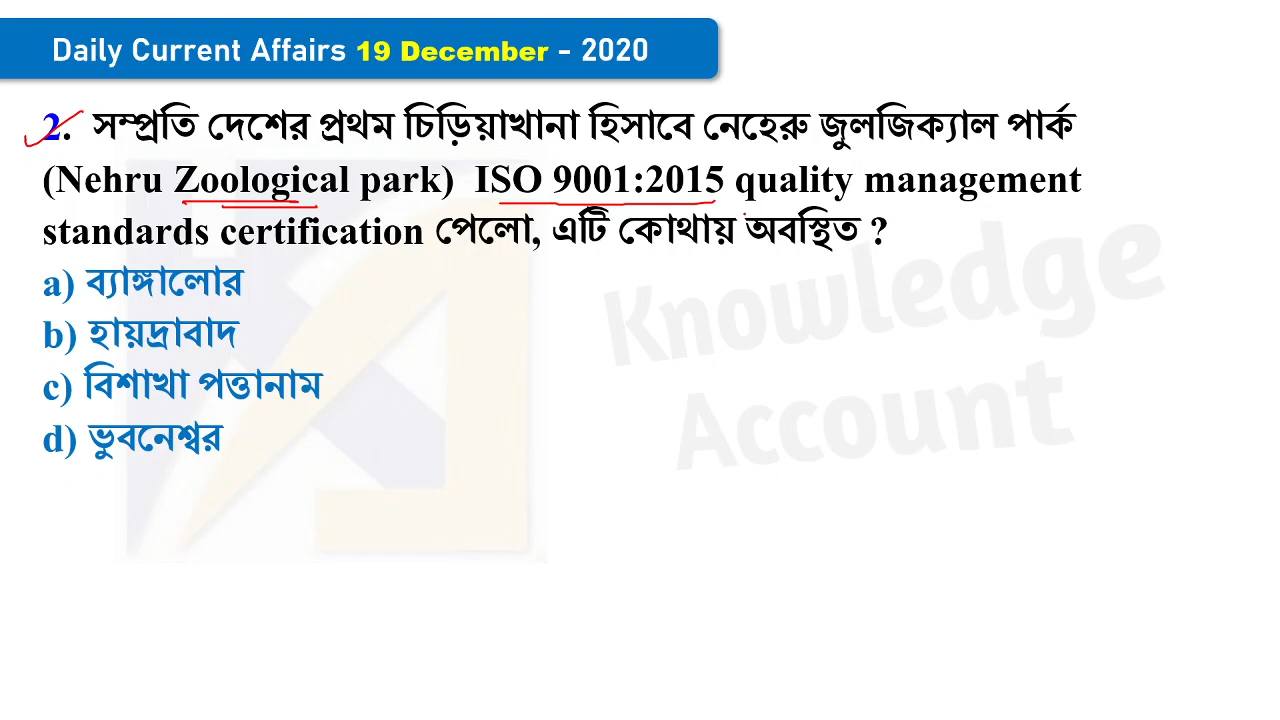 Daily Current Affairs 19 December - 2020
2. সম্প্রতি দেশের প্রথম চিড়িয়াখানা হিসাবে নেহেরু জুলজিক্যাল পার্ক
(Nehru Zoological park) ISO 9001:2015 quality management
standards certification পেলো, এটি কোথায় অবস্থিত ?
a) ব্যাঙ্গালোর
b) হায়দ্রাবাদ
c) বিশাখা পত্তানাম
d) ভুবনেশ্বর
Knowledge
Account